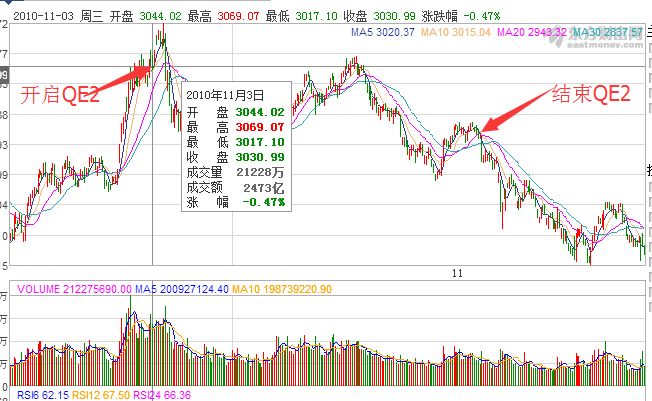 2010-11-03 周三 开盘 3044.02 最高 3069.07 最低 3017.10 收盘 3030.99 涨跌幅 -0.47%
MA5 3020.37 MA10 3015.04 MA20 2943.32 MA30 2837.57
东方财富网
eastmoney.com
开启QE2
结束QE2
2010年11月3日
开 盘 3044.02
最 高 3069.07
最 低 3017.10
收 盘 3030.99
成交量 21228万
成交额 2473亿
涨 幅 -0.47%
11
VOLUME 212275690.00 MA5 200927124.40 MA10 198739220.90
RSI6 62.15 RSI12 67.50 RSI24 66.36